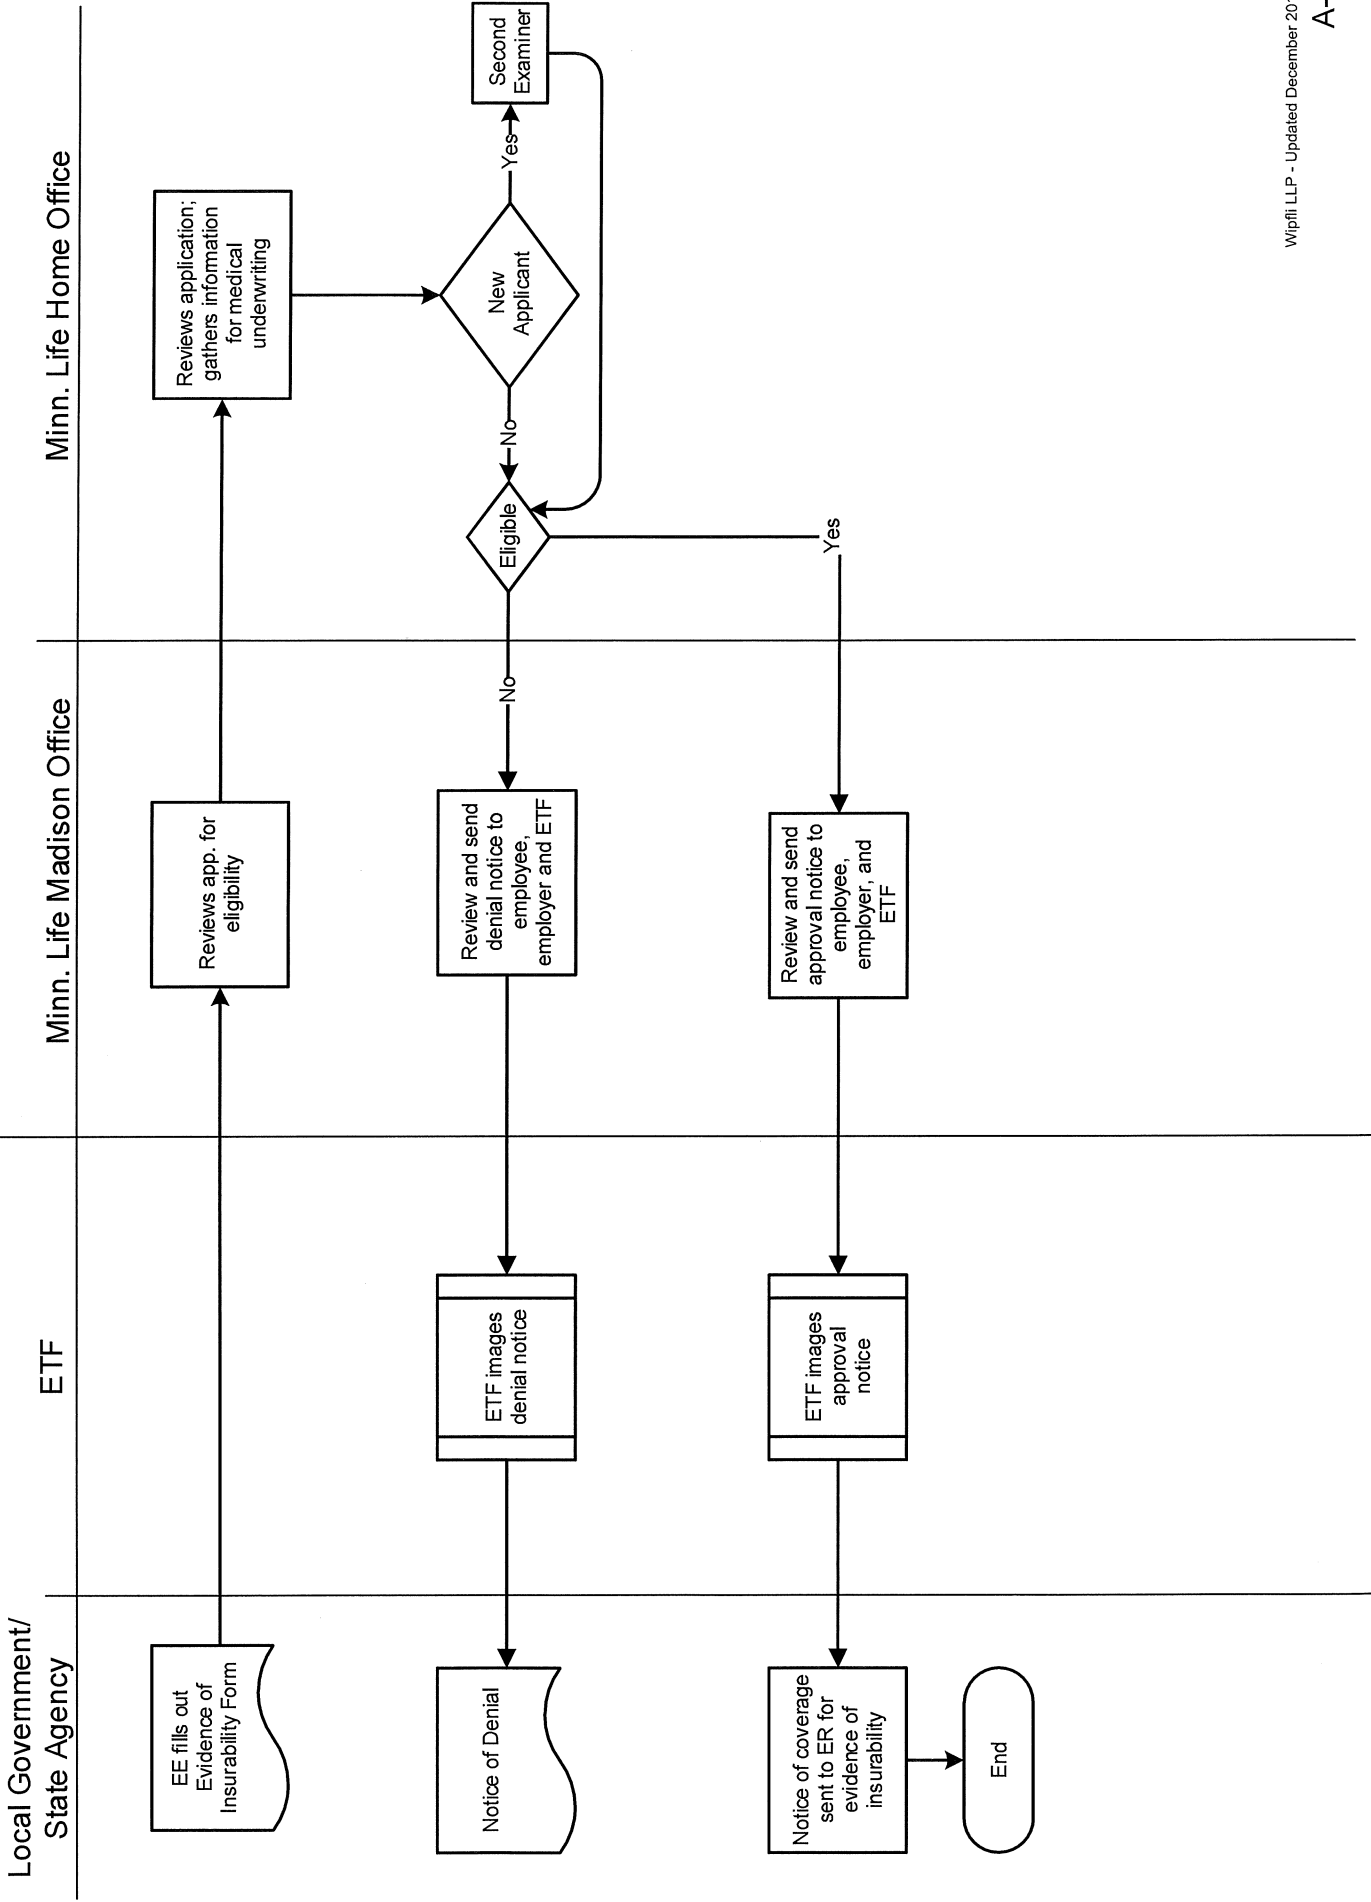 Local Government/
State Agency
ETF
Minn. Life Madison Office
Minn. Life Home Office
EE fills out
Evidence of
Insurability Form
Reviews app. for
eligibility
Reviews application;
gathers information
for medical
underwriting
New
Applicant
Yes
Second
Examiner
No
Eligible
No
Review and send
denial notice to
employee,
employer and ETF
ETF images
denial notice
Notice of Denial
Yes
Review and send
approval notice to
employee,
employer, and
ETF
ETF images
approval
notice
Notice of coverage
sent to ER for
evidence of
insurability
End
Wipfli LLP - Updated December
A-